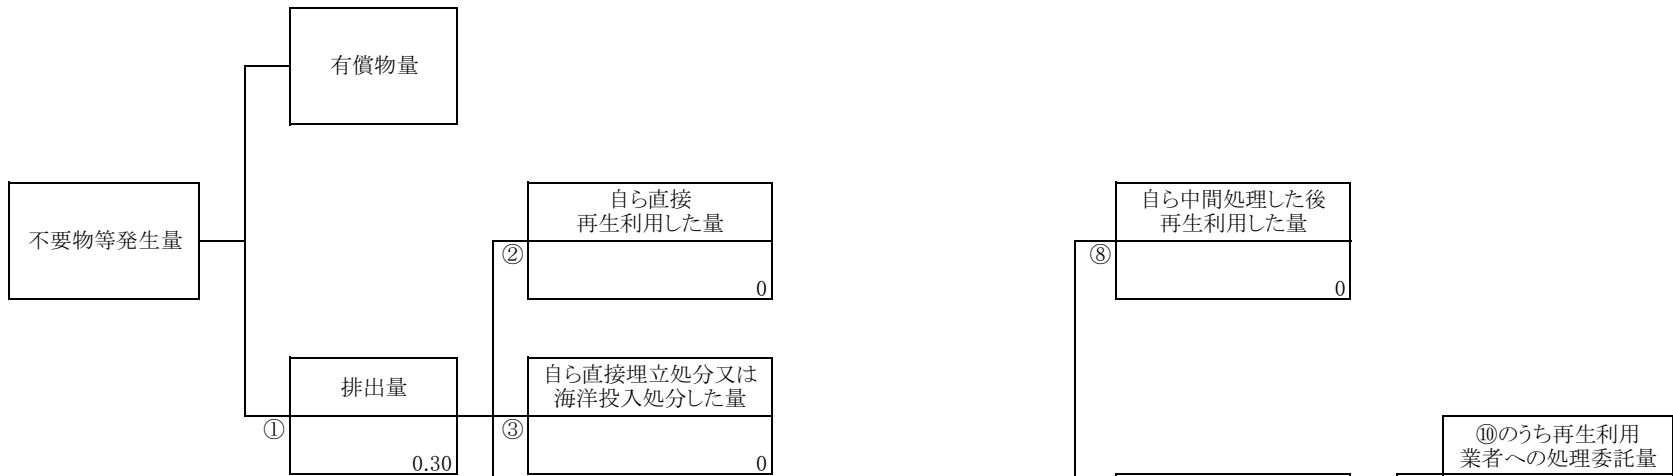 有償物量
不要物等発生量
自ら直接
再生利用した量
②
0
自ら中間処理した後
再生利用した量
⑧
0
排出量
①
0.30
自ら直接埋立処分又は
海洋投入処分した量
③
0
⑩のうち再生利用
業者への処理委託量